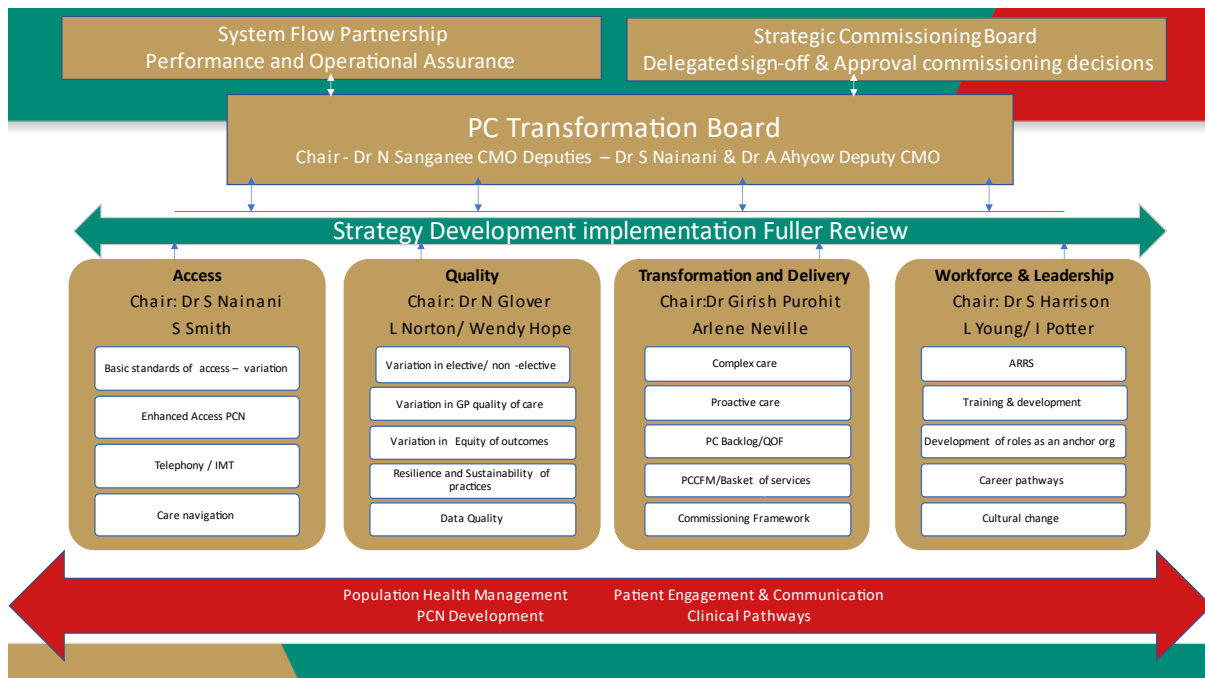 System Flow Partnership
Performance and Operational Assurance
Strategic Commissioning Board
Delegated sign-off & Approval commissioning decisions
PC Transformation Board
Chair - Dr N Sanganee CMO Deputies – Dr S Nainani & Dr A Ahyow Deputy CMO
Strategy Development implementation Fuller Review
Access
Chair: Dr S Nainani
S Smith
Basic standards of access – variation
Enhanced Access PCN
Telephony / IMT
Care navigation
Quality
Chair: Dr N Glover
L Norton/ Wendy Hope
Variation in elective/ non -elective
Variation in GP quality of care
Variation in Equity of outcomes
Resilience and Sustainability of
practices
Data Quality
Transformation and Delivery
Chair:Dr Girish Purohit
Arlene Neville
Complex care
Proactive care
PC Backlog/QOF
PCCFM/Basket of services
Commissioning Framework
Workforce & Leadership
Chair: Dr S Harrison
L Young/ I Potter
ARRS
Training & development
Development of roles as an anchor org
Career pathways
Cultural change
Population Health Management
PCN Development
Patient Engagement & Communication
Clinical Pathways